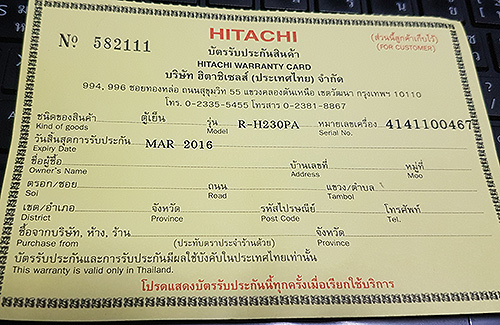 HITACHI
(ส่วนนี้ลูกค้าเก็บไว้)
(FOR CUSTOMER)
Nº 582111
บัตรรับประกันสินค้า
HITACHI WARRANTY CARD
บริษัท ฮิตาชิเซลส์ (ประเทศไทย) จำกัด
994, 996 ซอยทองหล่อ ถนนสุขุมวิท 55 แขวงคลองตันเหนือ เขตวัฒนา กรุงเทพฯ 10110
โทร. 0-2335-5455 โทรสาร 0-2381-8867
ชนิดของสินค้า ตู้เย็น รุ่น R-H230PA หมายเลขเครื่อง 4141100467
Kind of goods Model Serial No.
วันสิ้นสุดการรับประกัน MAR 2016
Expiry Date
ชื่อผู้ซื้อ บ้านเลขที่ หมู่ที่
Owner's Name Address Moo
ตรอก/ซอย ถนน แขวง/ตำบล
Soi Road Tambol
เขต/อำเภอ จังหวัด รหัสไปรษณีย์ โทรศัพท์
District Province Post Code Tel.
ซื้อจากบริษัท, ห้าง, ร้าน จังหวัด
Purchase from (ประทับตราประจำร้านด้วย) Province
บัตรรับประกันและการรับประกันมีผลใช้บังคับในประเทศไทยเท่านั้น
This warranty is valid only in Thailand.
โปรดแสดงบัตรรับประกันนี้ทุกครั้งเมื่อเรียกใช้บริการ